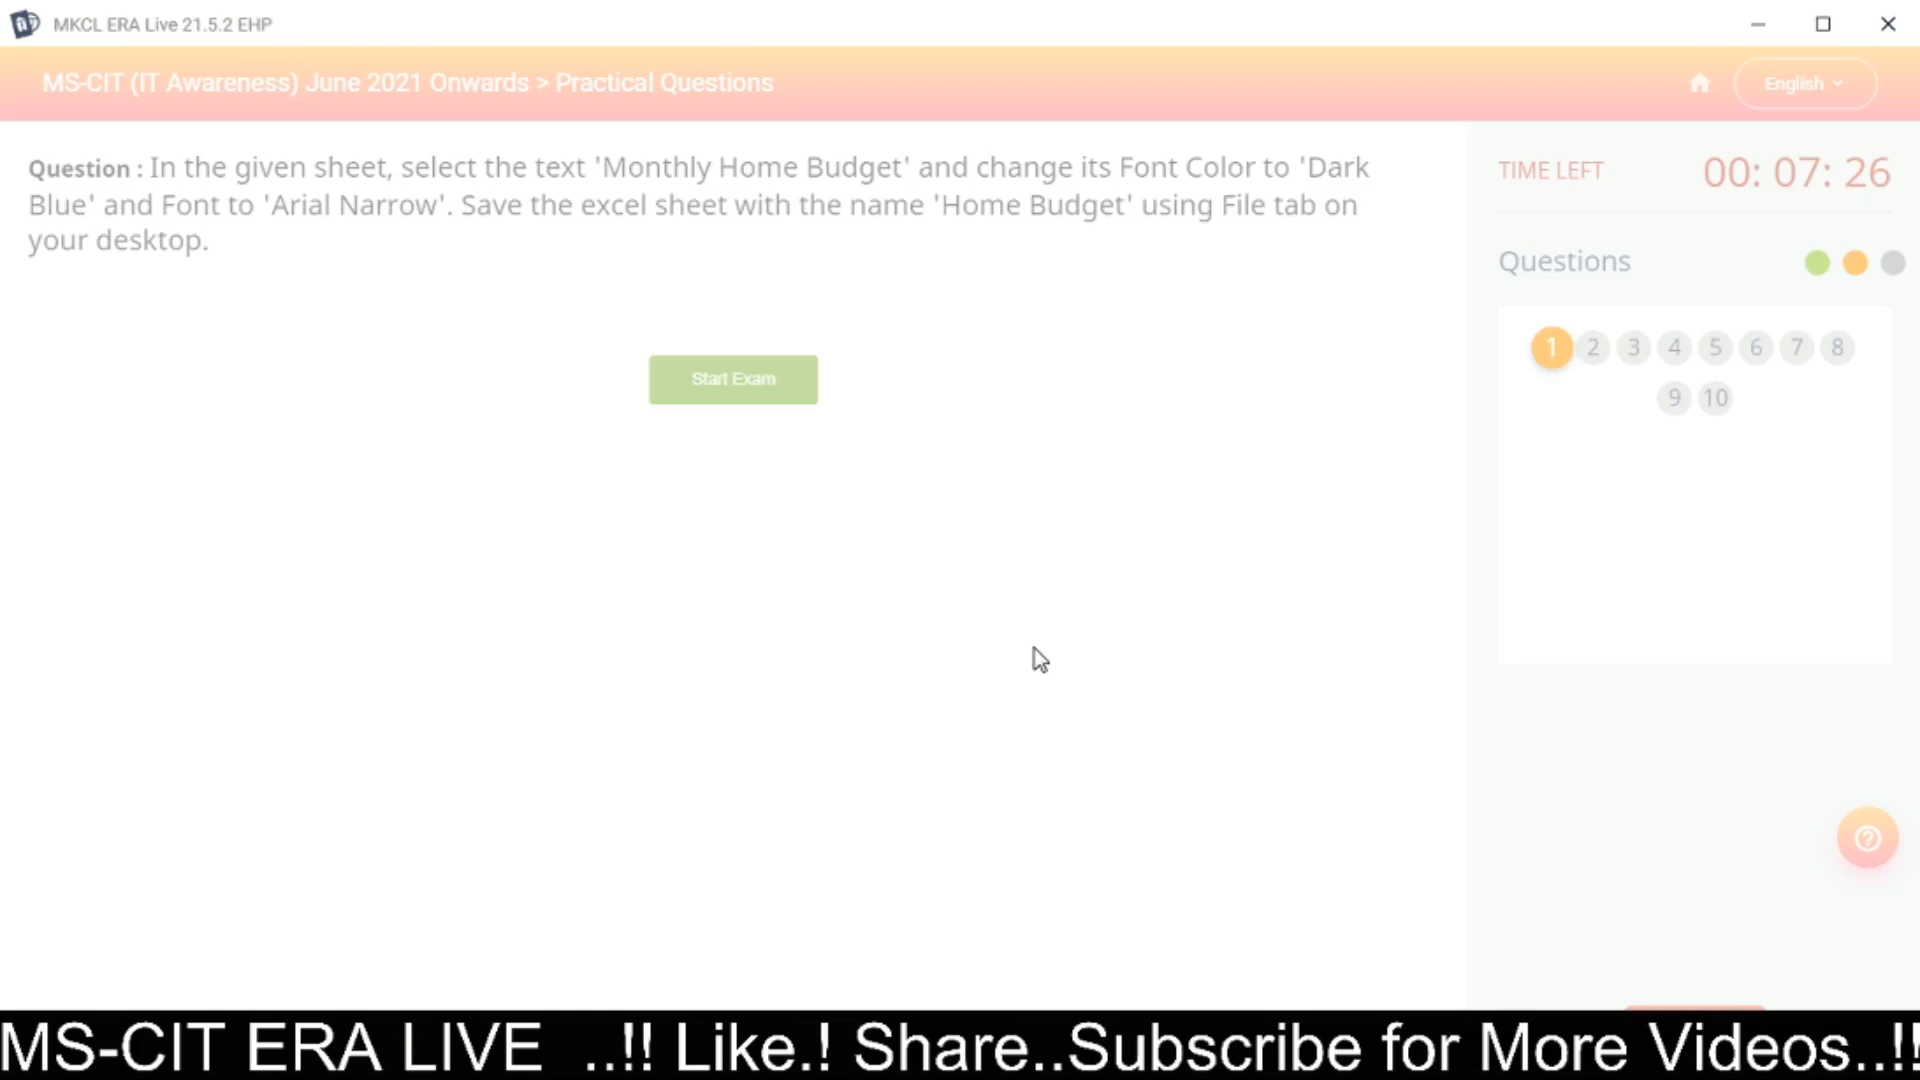 MKCL ERA Live 21.5.2 EHP
MS-CIT (IT Awareness) June 2021 Onwards > Practical Questions
English
Question : In the given sheet, select the text 'Monthly Home Budget' and change its Font Color to 'Dark
Blue' and Font to 'Arial Narrow'. Save the excel sheet with the name 'Home Budget' using File tab on
your desktop.
Start Exam
TIME LEFT 00: 07: 26
Questions
1 2 3 4 5 6 7 8
9 10
MS-CIT ERA LIVE ..!! Like.! Share..Subscribe for More Videos..!!